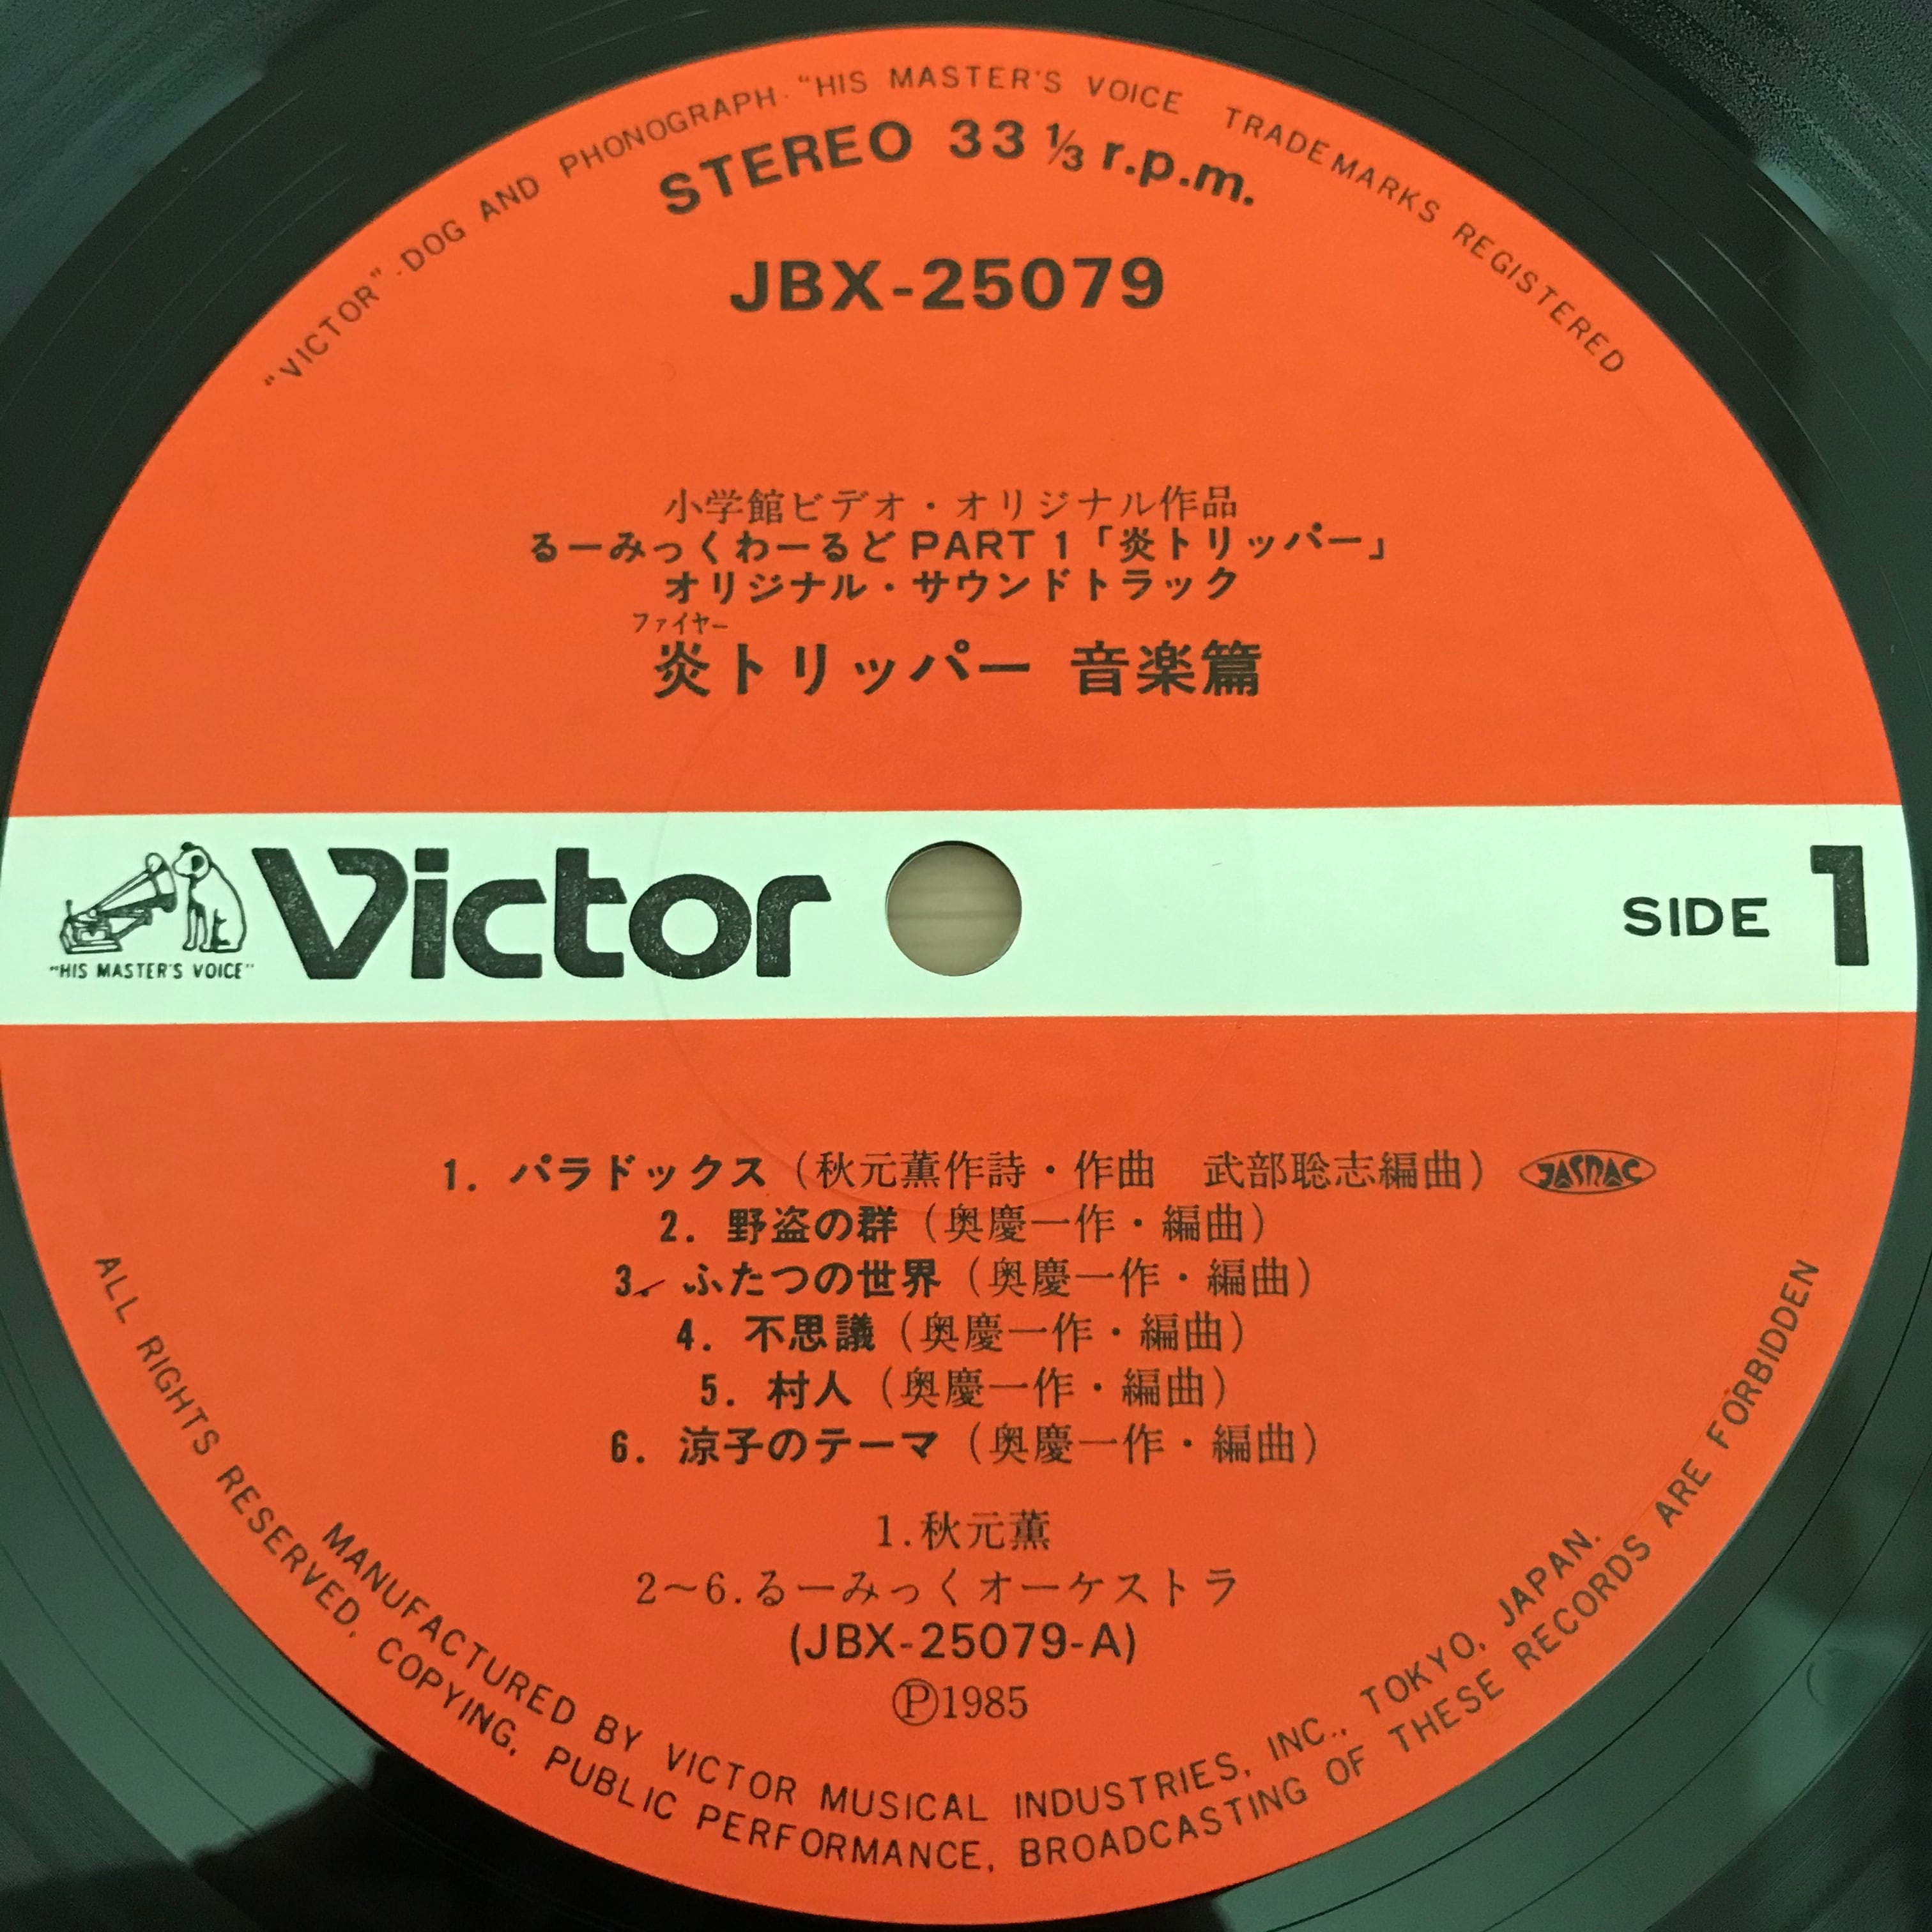 "VICTOR"·DOG AND PHONOGRAPH·"HIS MASTER'S VOICE TRADEMARKS REGISTERED
STEREO 33 1/3 r.p.m.
JBX-25079
小学館ビデオ・オリジナル作品
るーみっくわーるど PART 1「炎トリッパー」
オリジナル・サウンドトラック
ファイヤー
炎トリッパー 音楽篇
"HIS MASTER'S VOICE"
Victor
SIDE 1
1. パラドックス（秋元薫作詩・作曲 武部聡志編曲） JASRAC
2. 野盗の群（奥慶一作・編曲）
3. ふたつの世界（奥慶一作・編曲）
4. 不思議（奥慶一作・編曲）
5. 村人（奥慶一作・編曲）
6. 涼子のテーマ（奥慶一作・編曲）
1.秋元薫
2〜6.るーみっくオーケストラ
(JBX-25079-A)
Ⓟ1985
MANUFACTURED BY VICTOR MUSICAL INDUSTRIES, INC., TOKYO, JAPAN.
ALL RIGHTS RESERVED, COPYING, PUBLIC PERFORMANCE, BROADCASTING OF THESE RECORDS ARE FORBIDDEN